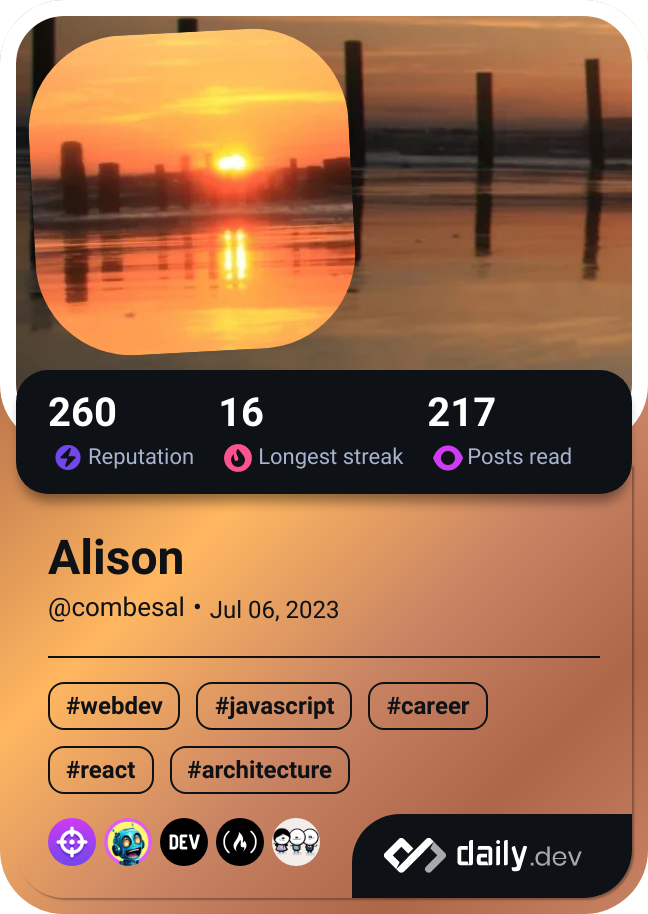 260 16 217
Reputation Longest streak Posts read
Alison
@combesal • Jul 06, 2023
#webdev #javascript #career
#react #architecture
DEV
daily.dev